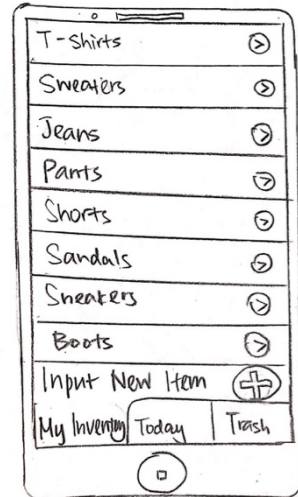 T-Shirts
Sweaters
Jeans
Pants
Shorts
Sandals
Sneakers
Boots
Input New Item
My Inventory Today Trash